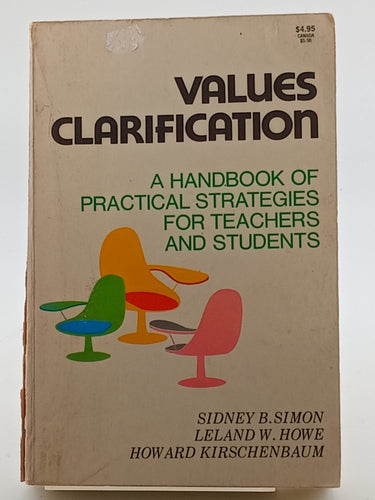 $4.95
CANADA
$5.50
VALUES
CLARIFICATION
A HANDBOOK OF
PRACTICAL STRATEGIES
FOR TEACHERS
AND STUDENTS
SIDNEY B. SIMON
LELAND W. HOWE
HOWARD KIRSCHENBAUM